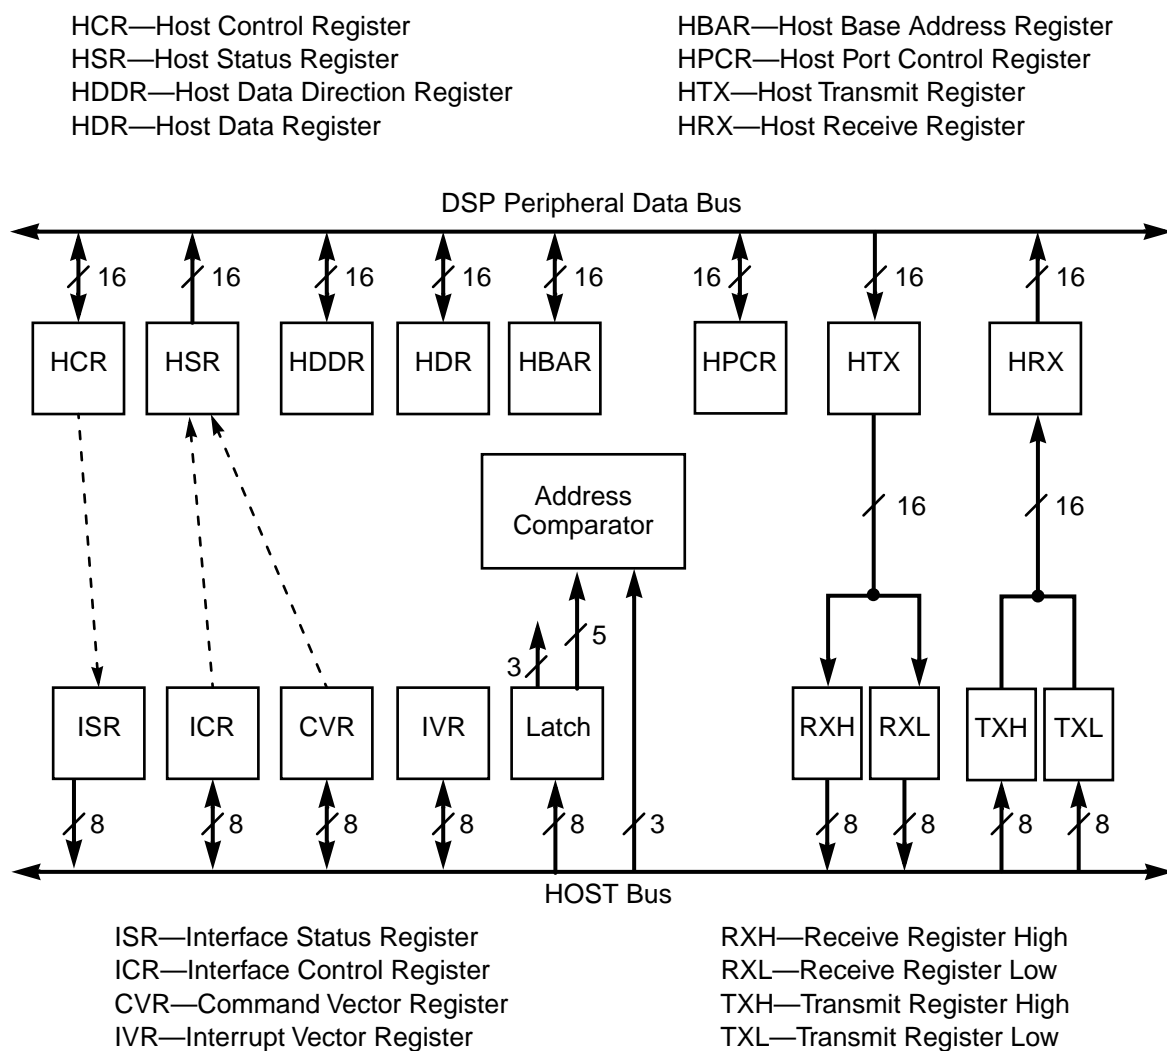 HCR—Host Control Register
HSR—Host Status Register
HDDR—Host Data Direction Register
HDR—Host Data Register
HBAR—Host Base Address Register
HPCR—Host Port Control Register
HTX—Host Transmit Register
HRX—Host Receive Register
DSP Peripheral Data Bus
16 16 16 16 16 16 16 16
HCR HSR HDDR HDR HBAR HPCR HTX HRX
Address
Comparator
16 16
3 5
ISR ICR CVR IVR Latch RXH RXL TXH TXL
8 8 8 8 8 3 8 8 8 8
HOST Bus
ISR—Interface Status Register
ICR—Interface Control Register
CVR—Command Vector Register
IVR—Interrupt Vector Register
RXH—Receive Register High
RXL—Receive Register Low
TXH—Transmit Register High
TXL—Transmit Register Low